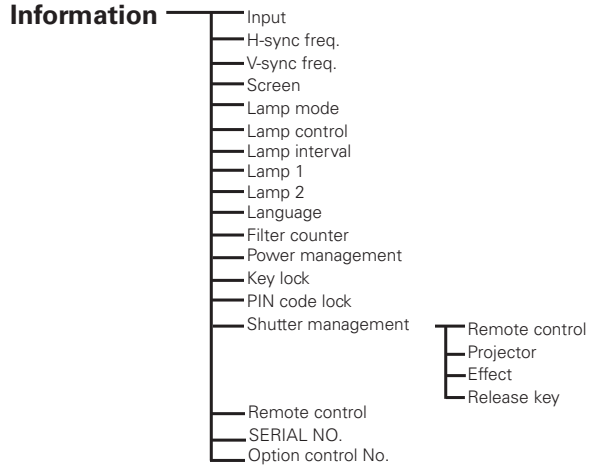 Information
Input
H-sync freq.
V-sync freq.
Screen
Lamp mode
Lamp control
Lamp interval
Lamp 1
Lamp 2
Language
Filter counter
Power management
Key lock
PIN code lock
Shutter management
Remote control
Projector
Effect
Release key
Remote control
SERIAL NO.
Option control No.